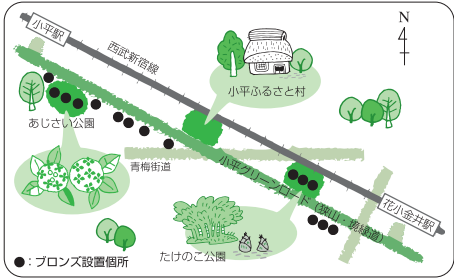 小平駅
西武新宿線
N
小平ふるさと村
あじさい公園
青梅街道
小平グリーンロード（狭山・境緑道）
花小金井駅
たけのこ公園
●：ブロンズ設置個所